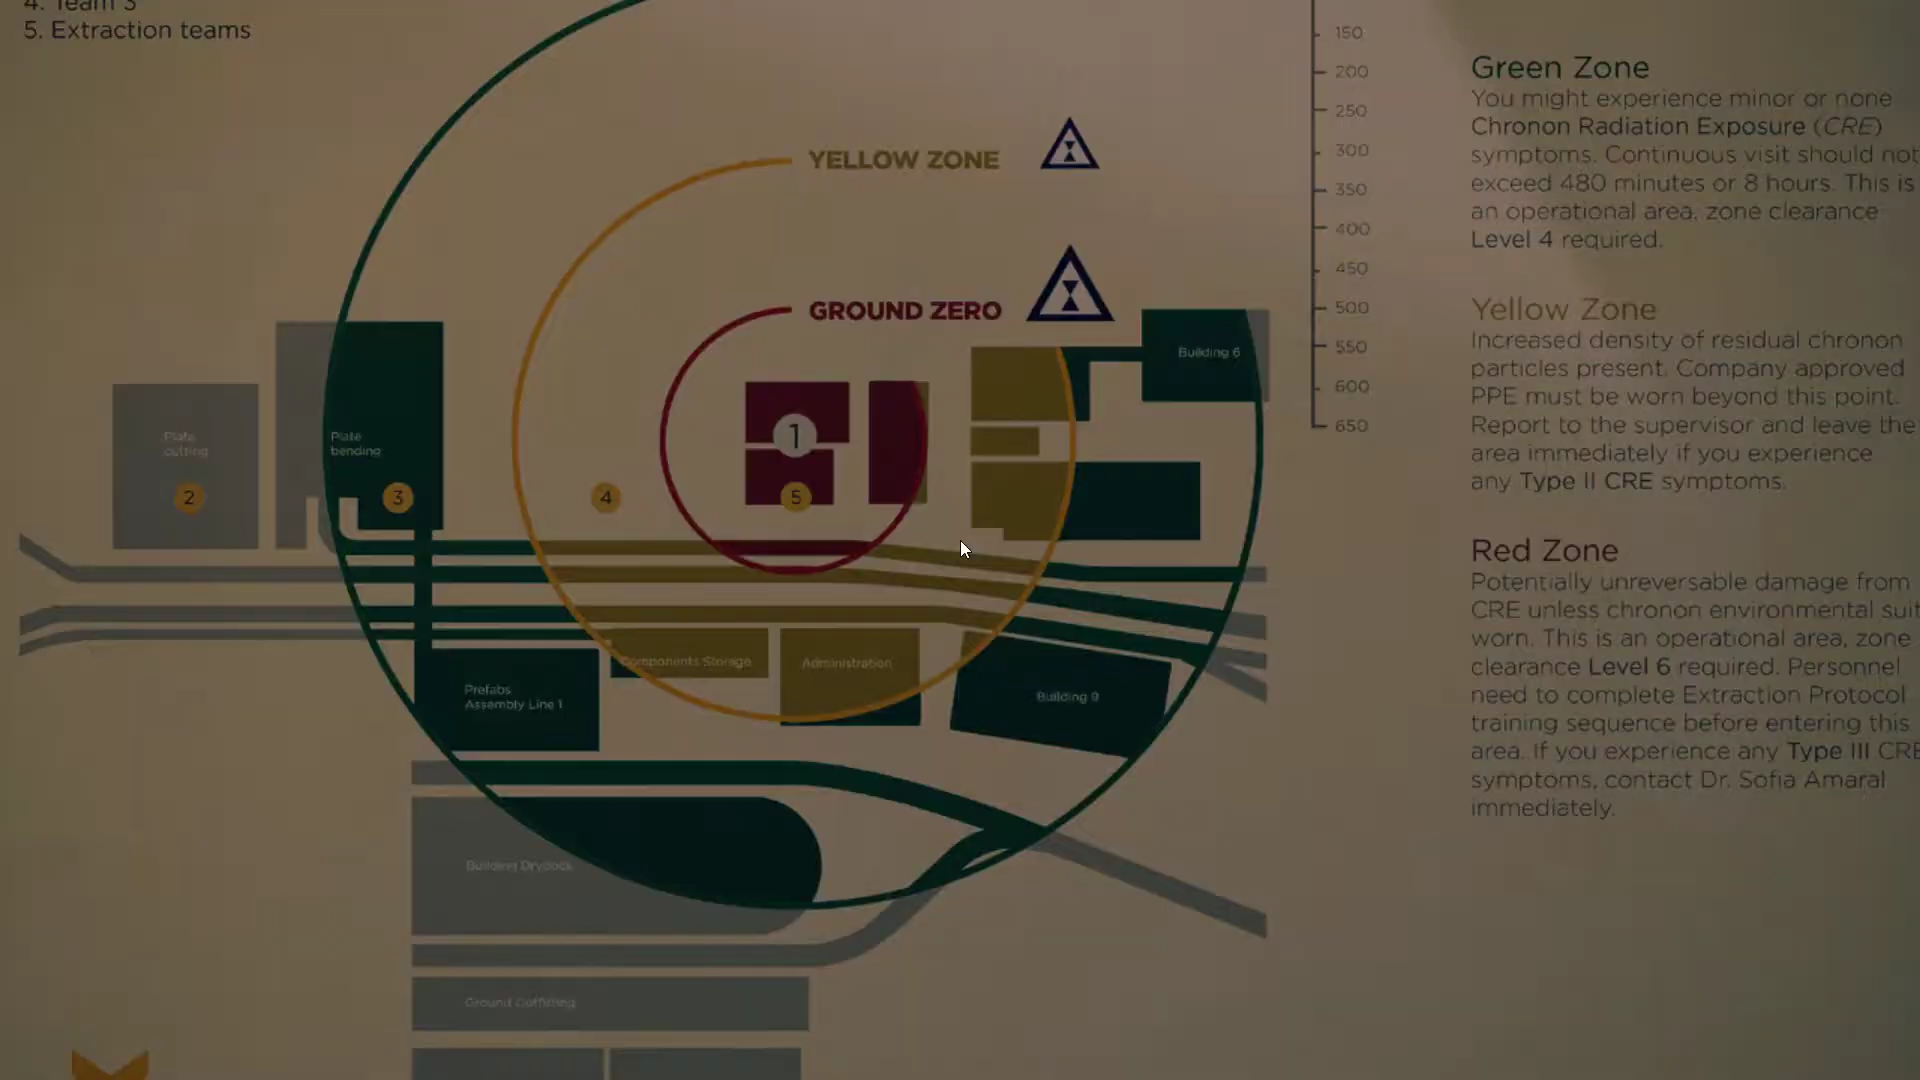 4. Team 3
5. Extraction teams
150
200
250
300
350
400
450
500
550
600
650
YELLOW ZONE
GROUND ZERO
Building 6
Plate
cutting
Plate
bending
1
2
3
4
5
Components Storage
Administration
Prefabs
Assembly Line 1
Building 9
Building Drydock
Ground Outfitting
Green Zone
You might experience minor or none
Chronon Radiation Exposure (CRE)
symptoms. Continuous visit should not
exceed 480 minutes or 8 hours. This is
an operational area, zone clearance
Level 4 required.
Yellow Zone
Increased density of residual chronon
particles present. Company approved
PPE must be worn beyond this point.
Report to the supervisor and leave the
area immediately if you experience
any Type II CRE symptoms.
Red Zone
Potentially unreversable damage from
CRE unless chronon environmental suit
worn. This is an operational area, zone
clearance Level 6 required. Personnel
need to complete Extraction Protocol
training sequence before entering this
area. If you experience any Type III CRE
symptoms, contact Dr. Sofia Amaral
immediately.